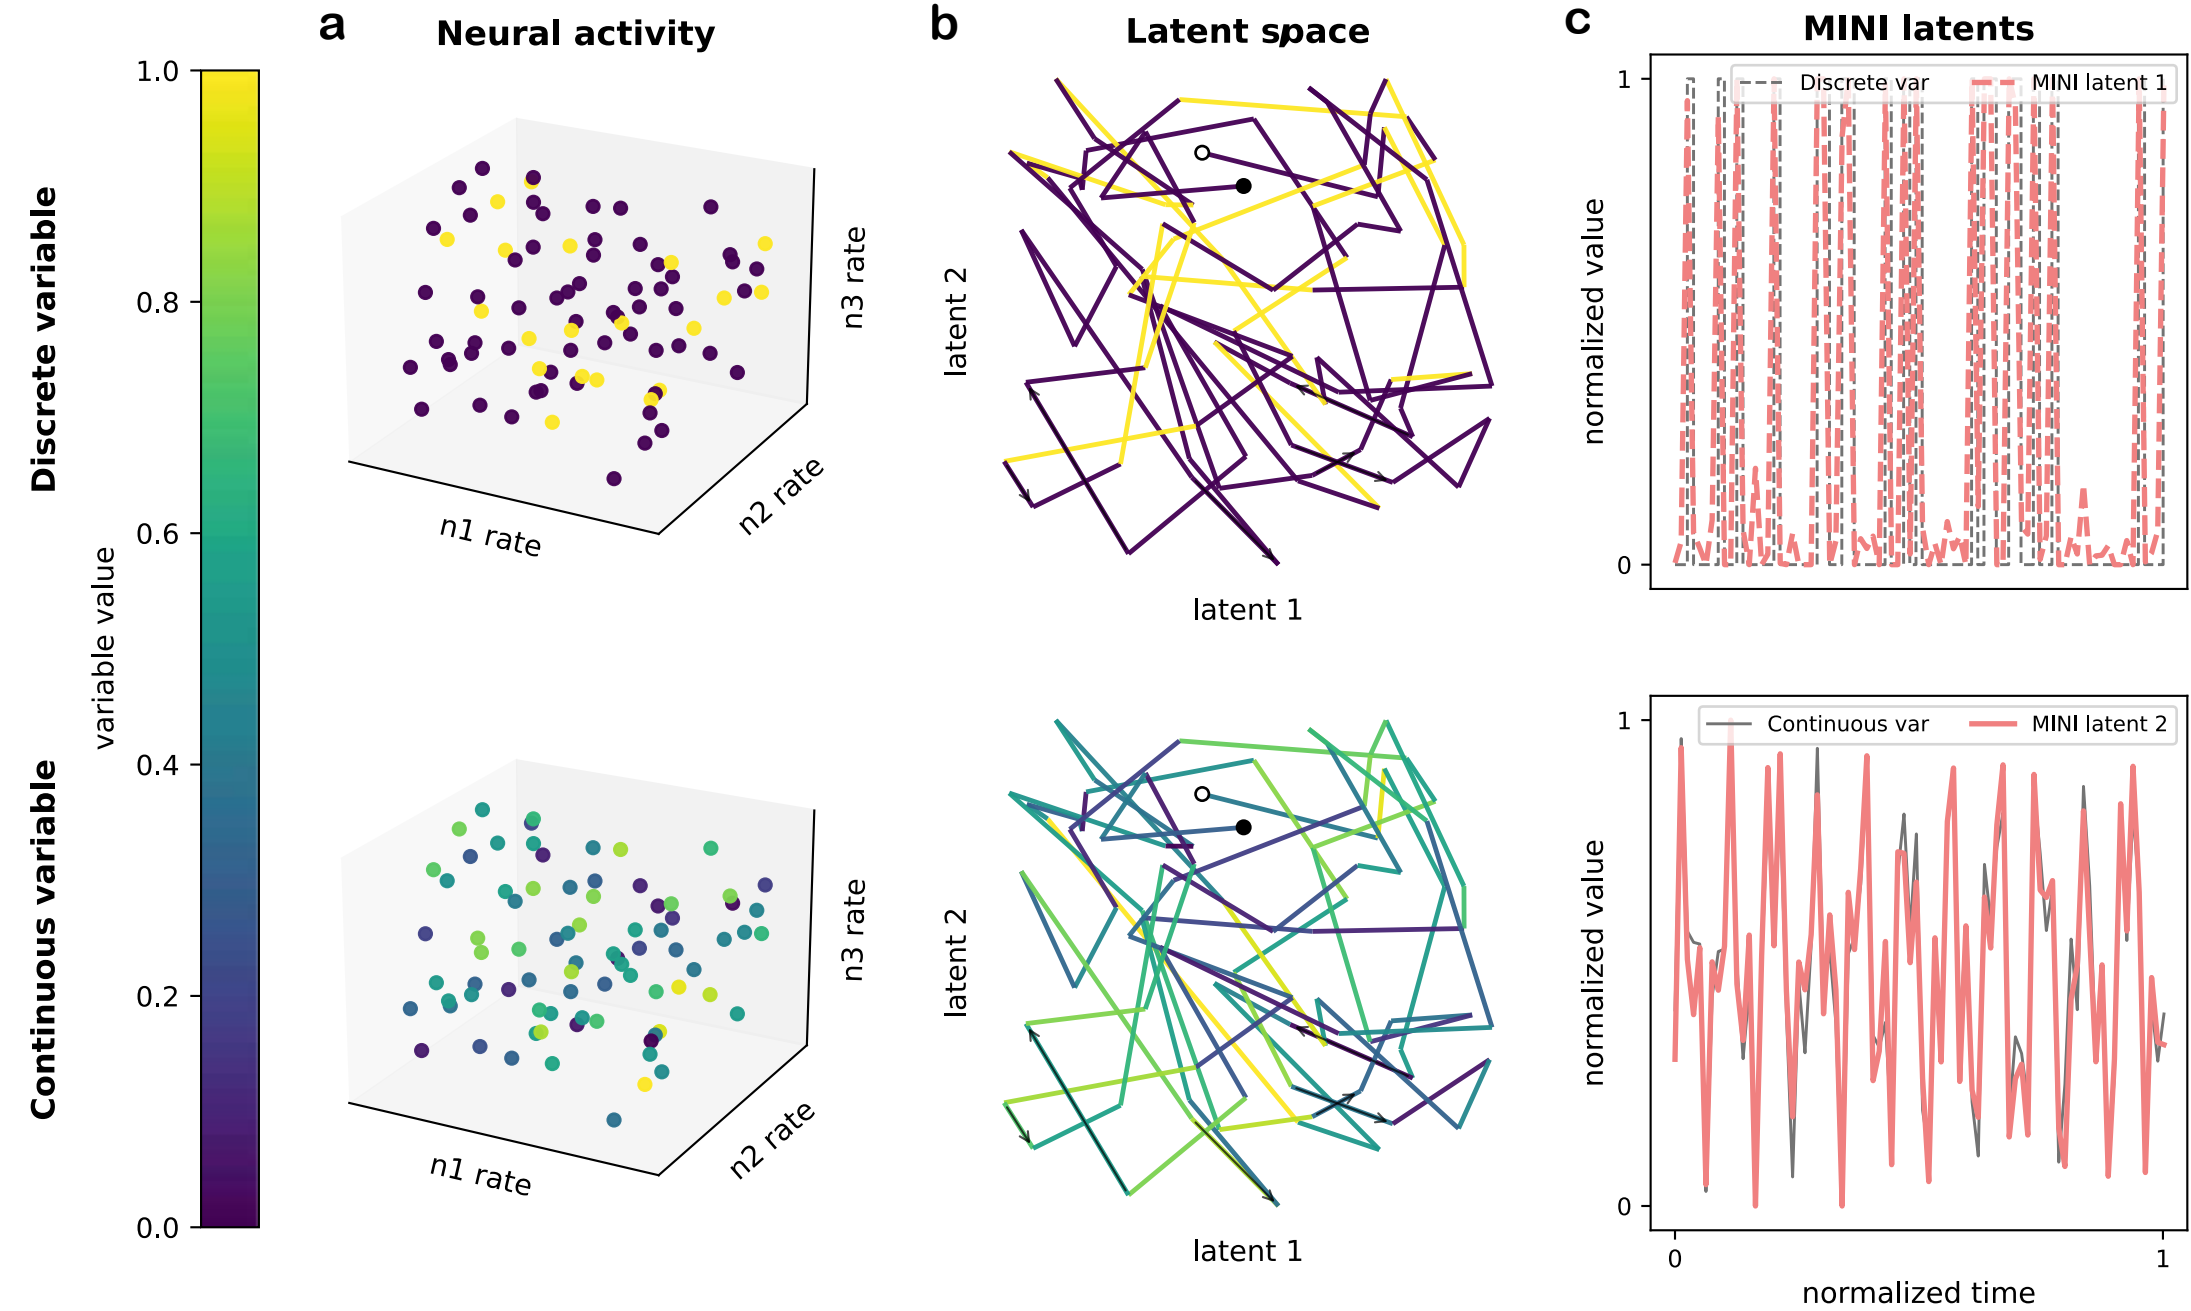 a Neural activity
b Latent space
c MINI latents
Discrete variable
Continuous variable
variable value
1.0
0.8
0.6
0.4
0.2
0.0
n1 rate
n2 rate
n3 rate
latent 2
latent 1
normalized value
1
0
Discrete var
MINI latent 1
n1 rate
n2 rate
n3 rate
latent 2
latent 1
normalized value
1
0
Continuous var
MINI latent 2
0
1
normalized time